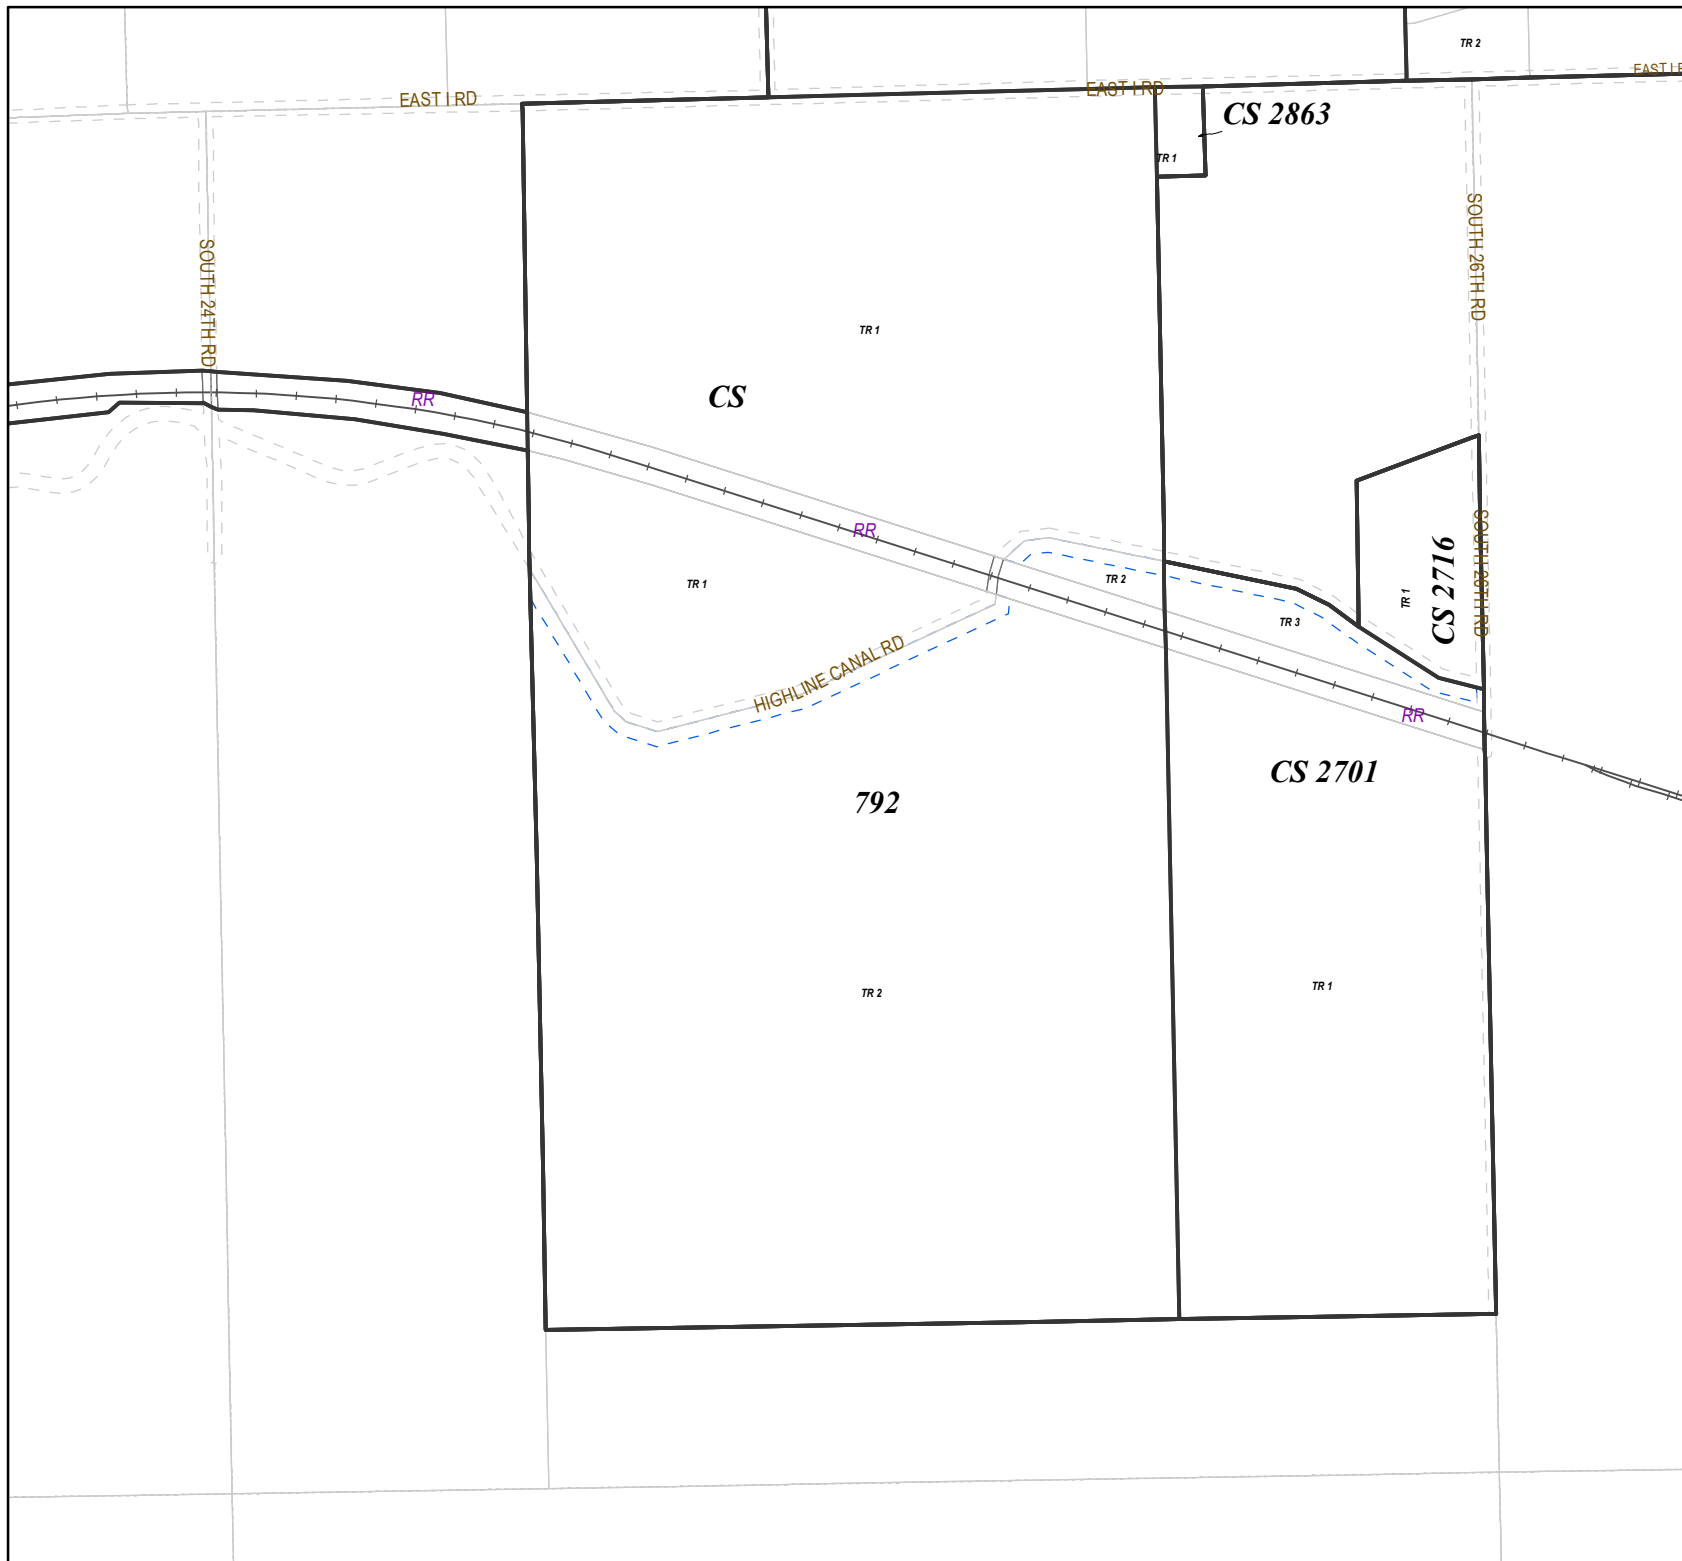 TR 2
EAST I RD
EAST I RD
EAST I R
CS 2863
TR 1
SOUTH 24TH RD
SOUTH 26TH RD
TR 1
CS
RR
RR
TR 1
TR 2
TR 3
TR 1
CS 2716
SOUTH 26TH RD
HIGHLINE CANAL RD
RR
CS 2701
792
TR 2
TR 1